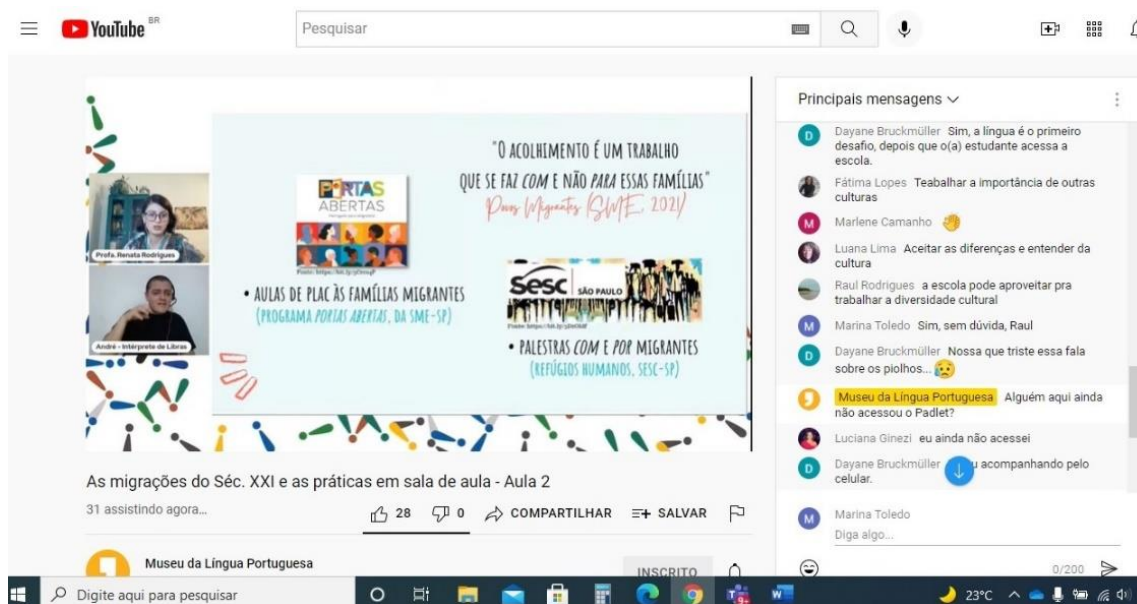 YouTube BR
Pesquisar
"O ACOLHIMENTO É UM TRABALHO
QUE SE FAZ COM E NÃO PARA ESSAS FAMÍLIAS"
Povos Migrantes (SME, 2021)
PORTAS
ABERTAS
• AULAS DE PLAC ÀS FAMÍLIAS MIGRANTES
(PROGRAMA PORTAS ABERTAS, DA SME-SP)
Sesc SÃO PAULO
• PALESTRAS COM E POR MIGRANTES
(REFÚGIOS HUMANOS, SESC-SP)
Profa. Renata Rodrigues
André - Intérprete de Libras
As migrações do Séc. XXI e as práticas em sala de aula - Aula 2
31 assistindo agora...
28
0
COMPARTILHAR
SALVAR
Museu da Língua Portuguesa
INSCRITO
Principais mensagens
D
Dayane Bruckmüller Sim, a língua é o primeiro
desafio, depois que o(a) estudante acessa a
escola.
Fátima Lopes Teabalhar a importância de outras
culturas
M
Marlene Camanho
Luana Lima Aceitar as diferenças e entender da
cultura
Raul Rodrigues a escola pode aproveitar pra
trabalhar a diversidade cultural
M
Marina Toledo Sim, sem dúvida, Raul
D
Dayane Bruckmüller Nossa que triste essa fala
sobre os piolhos...
Museu da Língua Portuguesa Alguém aqui ainda
não acessou o Padlet?
Luciana Ginezi eu ainda não acessei
D
Dayane Bruckmüller u acompanhando pelo
celular.
M
Marina Toledo
Diga algo...
0/200
Digite aqui para pesquisar
23°C